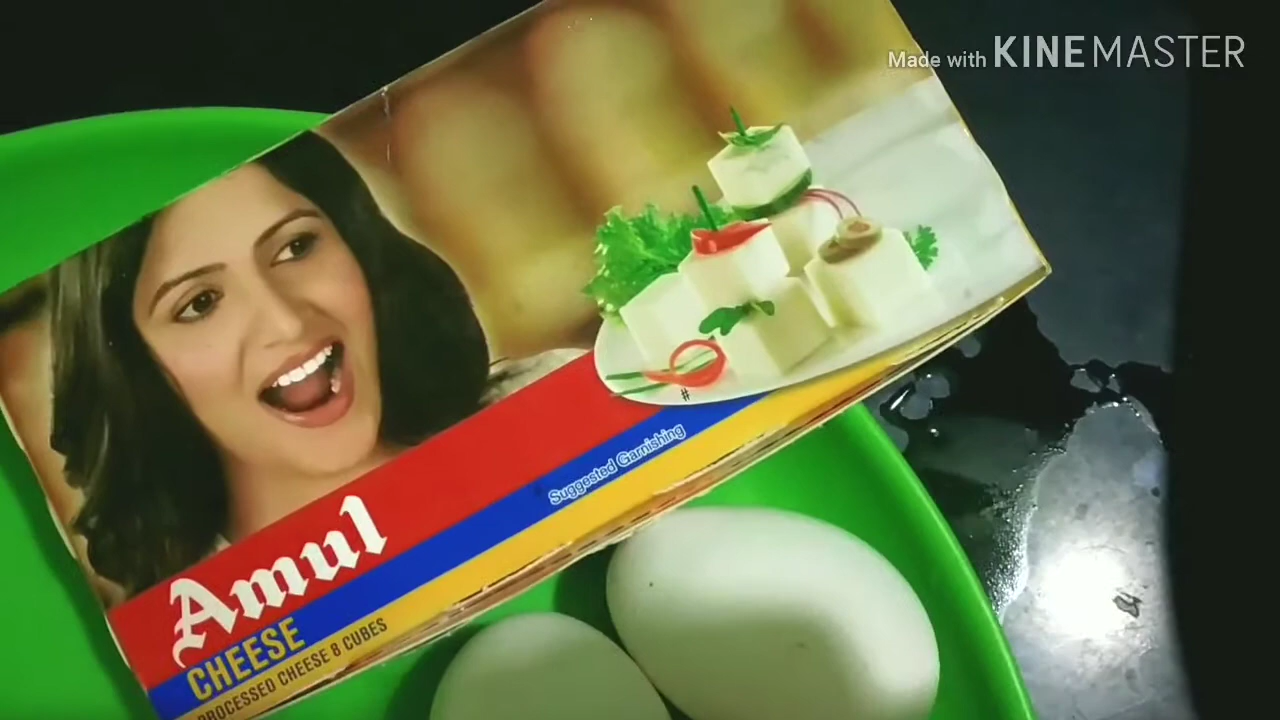 Made with KINEMASTER
#
Suggested Garnishing
Amul
CHEESE
PROCESSED CHEESE 8 CUBES